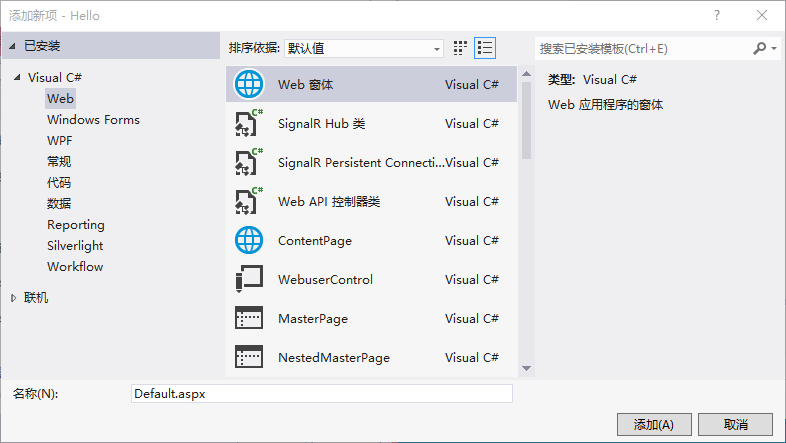 添加新项 - Hello
?
已安装
Visual C#
Web
Windows Forms
WPF
常规
代码
数据
Reporting
Silverlight
Workflow
联机
排序依据: 默认值
Web 窗体 Visual C#
SignalR Hub 类 Visual C#
SignalR Persistent Connecti... Visual C#
Web API 控制器类 Visual C#
ContentPage Visual C#
WebuserControl Visual C#
MasterPage Visual C#
NestedMasterPage Visual C#
搜索已安装模板(Ctrl+E)
类型: Visual C#
Web 应用程序的窗体
名称(N): Default.aspx
添加(A) 取消